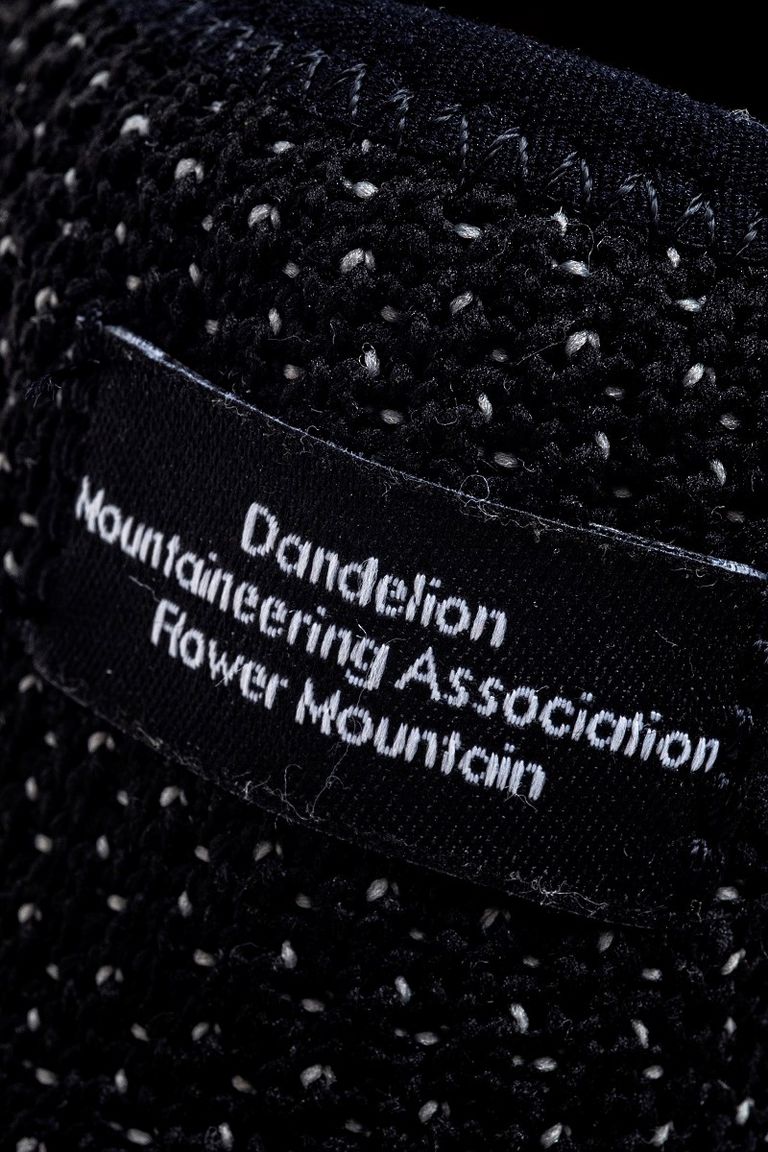 Dandelion
Mountaineering Association
Flower Mountain